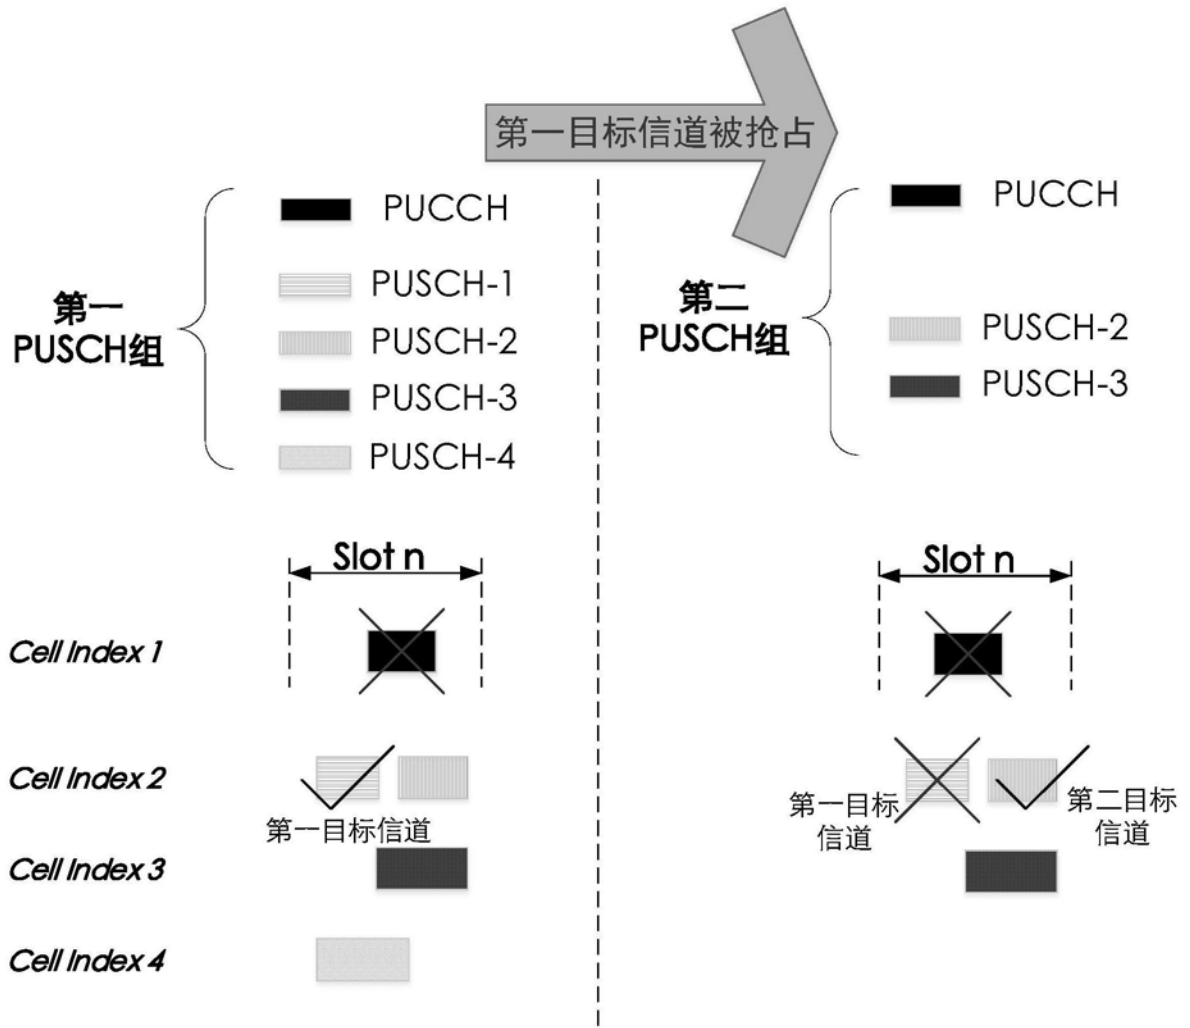 第一目标信道被抢占
PUCCH
PUSCH-1
PUSCH-2
PUSCH-3
PUSCH-4
第一
PUSCH组
PUCCH
PUSCH-2
PUSCH-3
第二
PUSCH组
Slot n
Cell Index 1
Cell Index 2
第一目标信道
Cell Index 3
Cell Index 4
Slot n
第一目标
信道
第二目标
信道